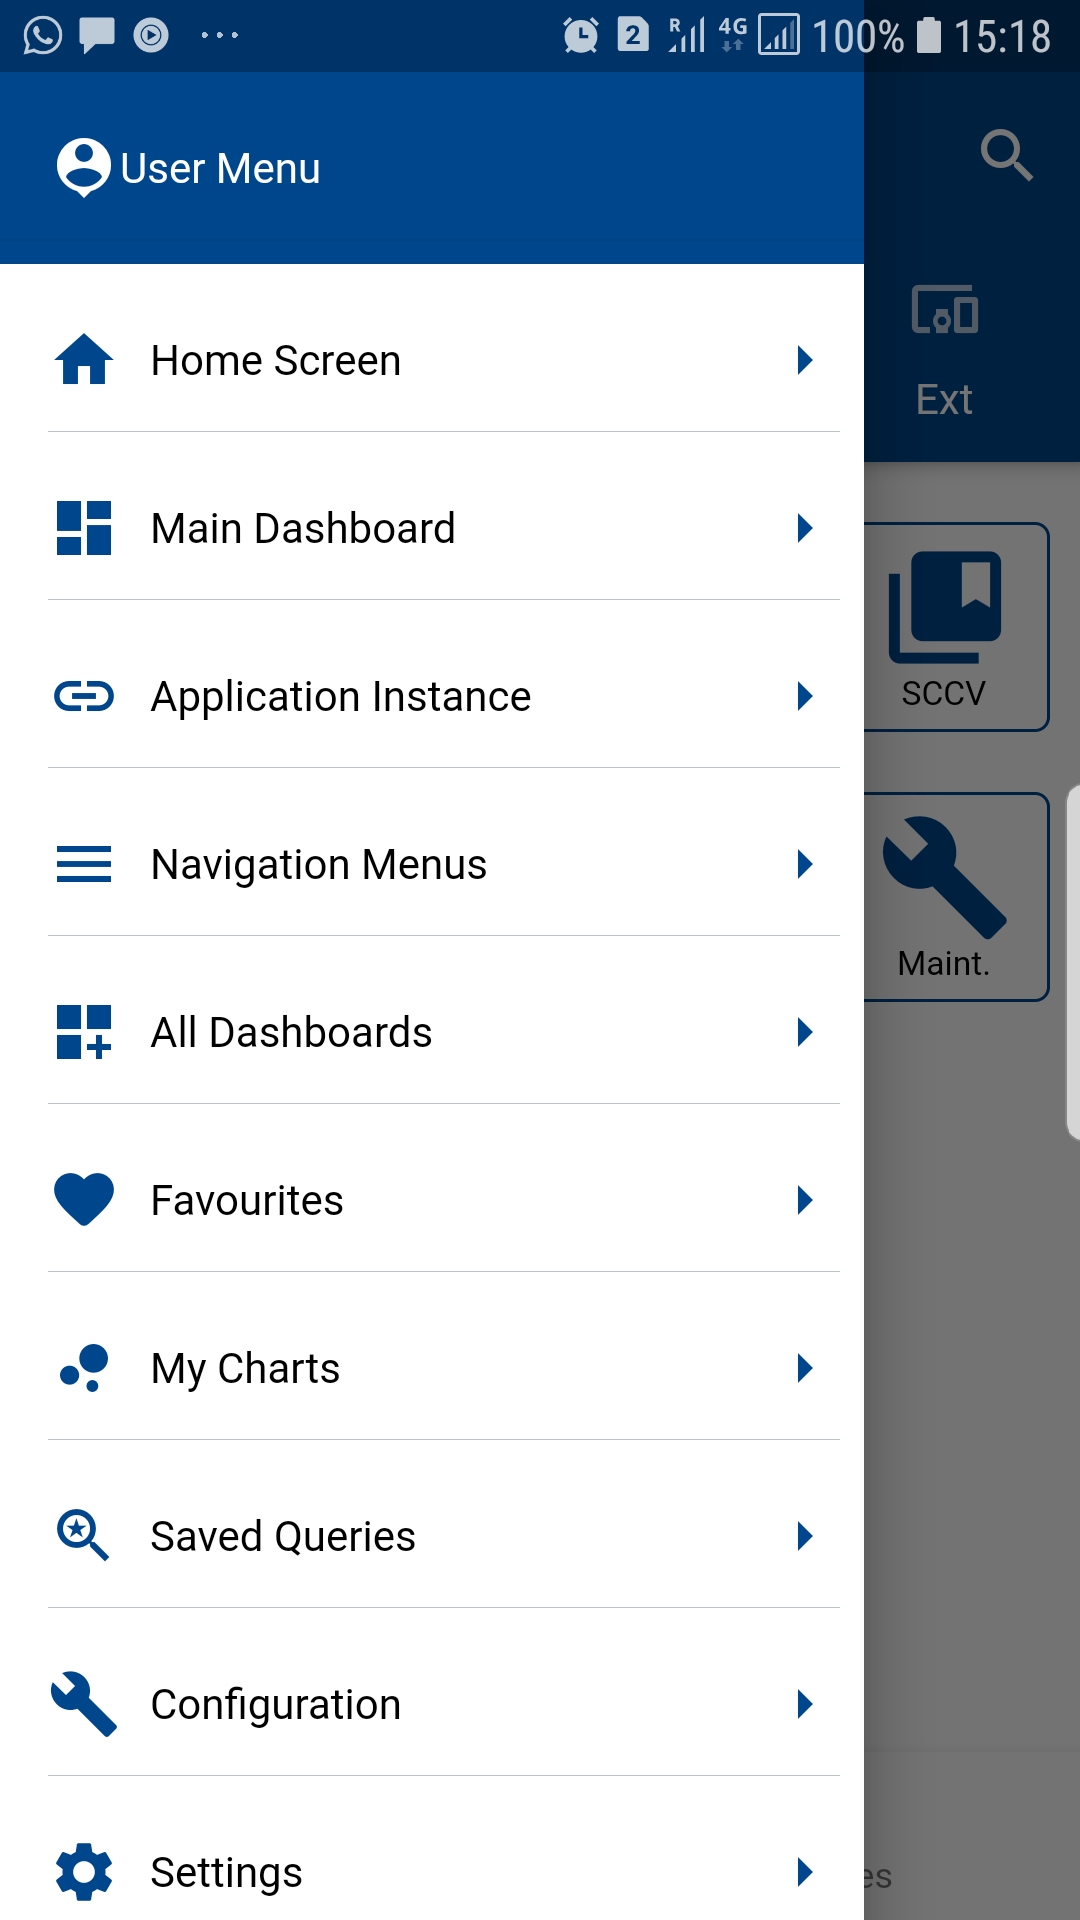 2 R 4G 100% 15:18
User Menu
Ext
Home Screen
Main Dashboard
SCCV
Application Instance
Navigation Menus
Maint.
All Dashboards
Favourites
My Charts
Saved Queries
Configuration
Settings
es